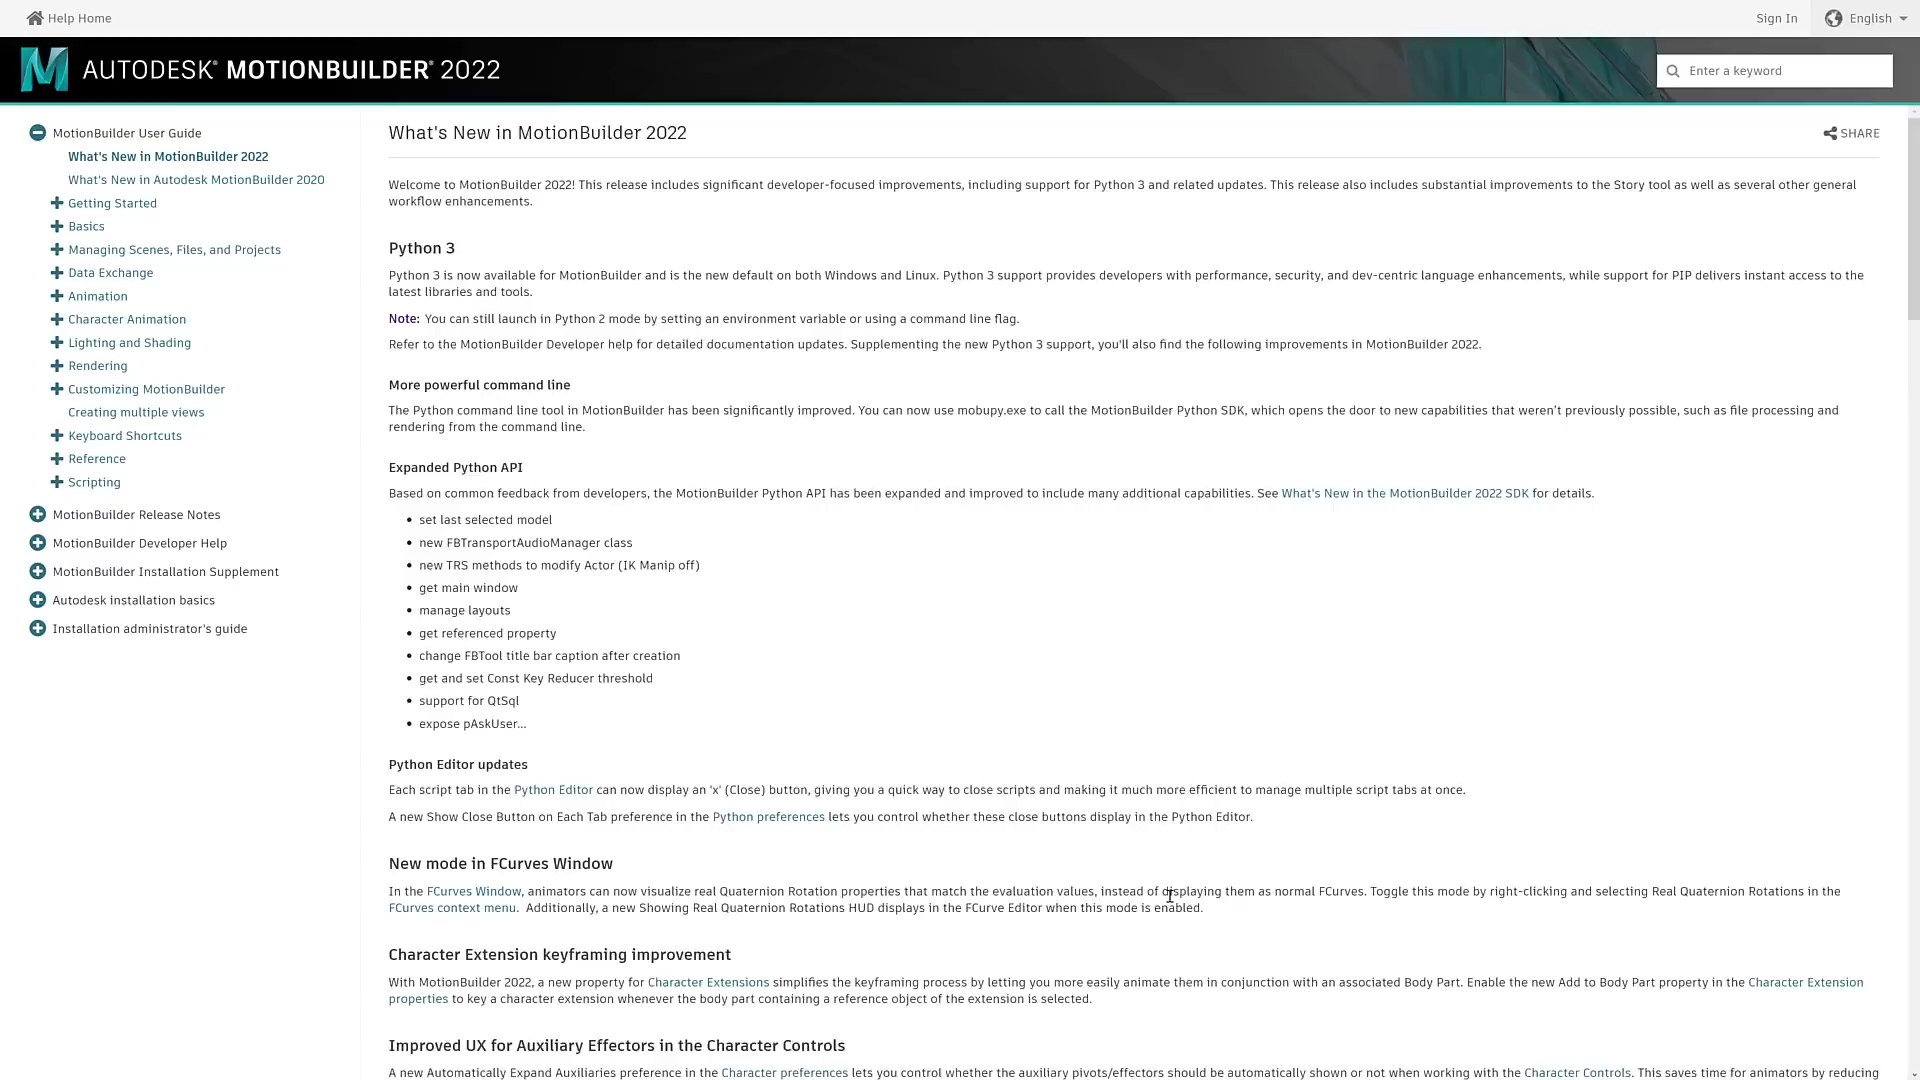 Help Home
Sign In
English
AUTODESK® MOTIONBUILDER® 2022
Enter a keyword
MotionBuilder User Guide
What's New in MotionBuilder 2022
What's New in Autodesk MotionBuilder 2020
Getting Started
Basics
Managing Scenes, Files, and Projects
Data Exchange
Animation
Character Animation
Lighting and Shading
Rendering
Customizing MotionBuilder
Creating multiple views
Keyboard Shortcuts
Reference
Scripting
MotionBuilder Release Notes
MotionBuilder Developer Help
MotionBuilder Installation Supplement
Autodesk installation basics
Installation administrator's guide
What's New in MotionBuilder 2022
SHARE
Welcome to MotionBuilder 2022! This release includes significant developer-focused improvements, including support for Python 3 and related updates. This release also includes substantial improvements to the Story tool as well as several other general
workflow enhancements.
Python 3
Python 3 is now available for MotionBuilder and is the new default on both Windows and Linux. Python 3 support provides developers with performance, security, and dev-centric language enhancements, while support for PIP delivers instant access to the
latest libraries and tools.
Note: You can still launch in Python 2 mode by setting an environment variable or using a command line flag.
Refer to the MotionBuilder Developer help for detailed documentation updates. Supplementing the new Python 3 support, you'll also find the following improvements in MotionBuilder 2022.
More powerful command line
The Python command line tool in MotionBuilder has been significantly improved. You can now use mobupy.exe to call the MotionBuilder Python SDK, which opens the door to new capabilities that weren't previously possible, such as file processing and
rendering from the command line.
Expanded Python API
Based on common feedback from developers, the MotionBuilder Python API has been expanded and improved to include many additional capabilities. See What's New in the MotionBuilder 2022 SDK for details.
• set last selected model
• new FBTransportAudioManager class
• new TRS methods to modify Actor (IK Manip off)
• get main window
• manage layouts
• get referenced property
• change FBTool title bar caption after creation
• get and set Const Key Reducer threshold
• support for QtSql
• expose pAskUser...
Python Editor updates
Each script tab in the Python Editor can now display an 'x' (Close) button, giving you a quick way to close scripts and making it much more efficient to manage multiple script tabs at once.
A new Show Close Button on Each Tab preference in the Python preferences lets you control whether these close buttons display in the Python Editor.
New mode in FCurves Window
In the FCurves Window, animators can now visualize real Quaternion Rotation properties that match the evaluation values, instead of displaying them as normal FCurves. Toggle this mode by right-clicking and selecting Real Quaternion Rotations in the
FCurves context menu. Additionally, a new Showing Real Quaternion Rotations HUD displays in the FCurve Editor when this mode is enabled.
Character Extension keyframing improvement
With MotionBuilder 2022, a new property for Character Extensions simplifies the keyframing process by letting you more easily animate them in conjunction with an associated Body Part. Enable the new Add to Body Part property in the Character Extension
properties to key a character extension whenever the body part containing a reference object of the extension is selected.
Improved UX for Auxiliary Effectors in the Character Controls
A new Automatically Expand Auxiliaries preference in the Character preferences lets you control whether the auxiliary pivots/effectors should be automatically shown or not when working with the Character Controls. This saves time for animators by reducing